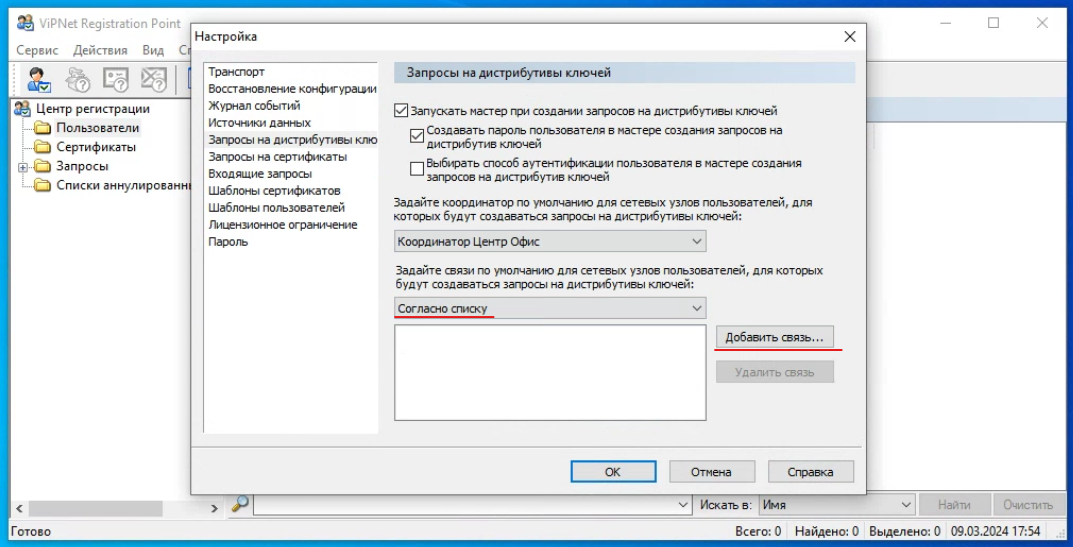 ViPNet Registration Point
Сервис Действия Вид
Настройка
Центр регистрации
Пользователи
Сертификаты
Запросы
Списки аннулированн
Транспорт
Восстановление конфигурации
Журнал событий
Источники данных
Запросы на дистрибутивы клю
Запросы на сертификаты
Входящие запросы
Шаблоны сертификатов
Шаблоны пользователей
Лицензионное ограничение
Пароль
Запросы на дистрибутивы ключей
Запускать мастер при создании запросов на дистрибутивы ключей
Создавать пароль пользователя в мастере создания запросов на
дистрибутив ключей
Выбирать способ аутентификации пользователя в мастере создания
запросов на дистрибутив ключей
Задайте координатор по умолчанию для сетевых узлов пользователей, для
которых будут создаваться запросы на дистрибутивы ключей:
Координатор Центр Офис
Задайте связи по умолчанию для сетевых узлов пользователей, для которых
будут создаваться запросы на дистрибутивы ключей:
Согласно списку
Добавить связь...
Удалить связь
OK Отмена Справка
Искать в: Имя Найти Очистить
Готово Всего: 0 Найдено: 0 Выделено: 0 09.03.2024 17:54